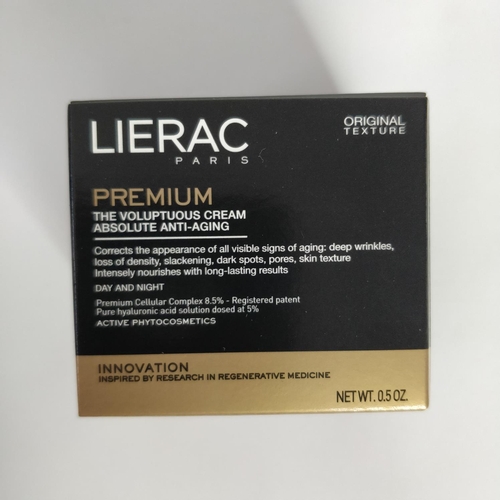 LIERAC
PARIS
ORIGINAL
TEXTURE
PREMIUM
THE VOLUPTUOUS CREAM
ABSOLUTE ANTI-AGING
Corrects the appearance of all visible signs of aging: deep wrinkles,
loss of density, slackening, dark spots, pores, skin texture
Intensely nourishes with long-lasting results
DAY AND NIGHT
Premium Cellular Complex 8.5% - Registered patent
Pure hyaluronic acid solution dosed at 5%
ACTIVE PHYTOCOSMETICS
INNOVATION
INSPIRED BY RESEARCH IN REGENERATIVE MEDICINE
NET WT. 0.5 OZ.